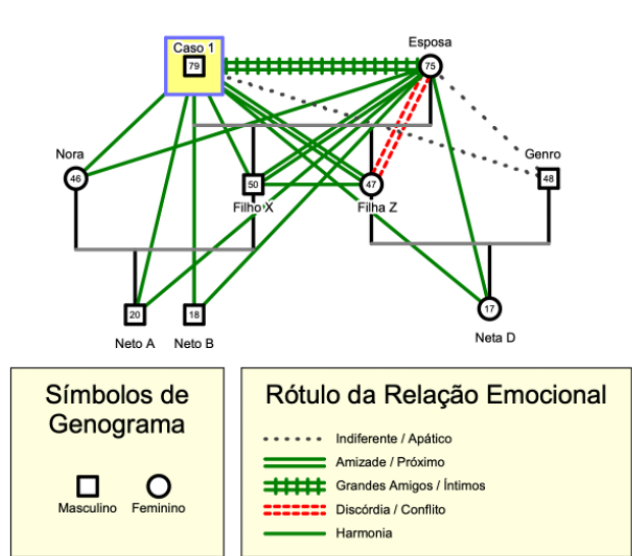 Caso 1
79
Esposa
75
Nora
46
50
Filho X
47
Filha Z
Genro
48
20
Neto A
18
Neto B
17
Neta D
Símbolos de
Genograma
Masculino
Feminino
Rótulo da Relação Emocional
Indiferente / Apático
Amizade / Próximo
Grandes Amigos / Íntimos
Discórdia / Conflito
Harmonia